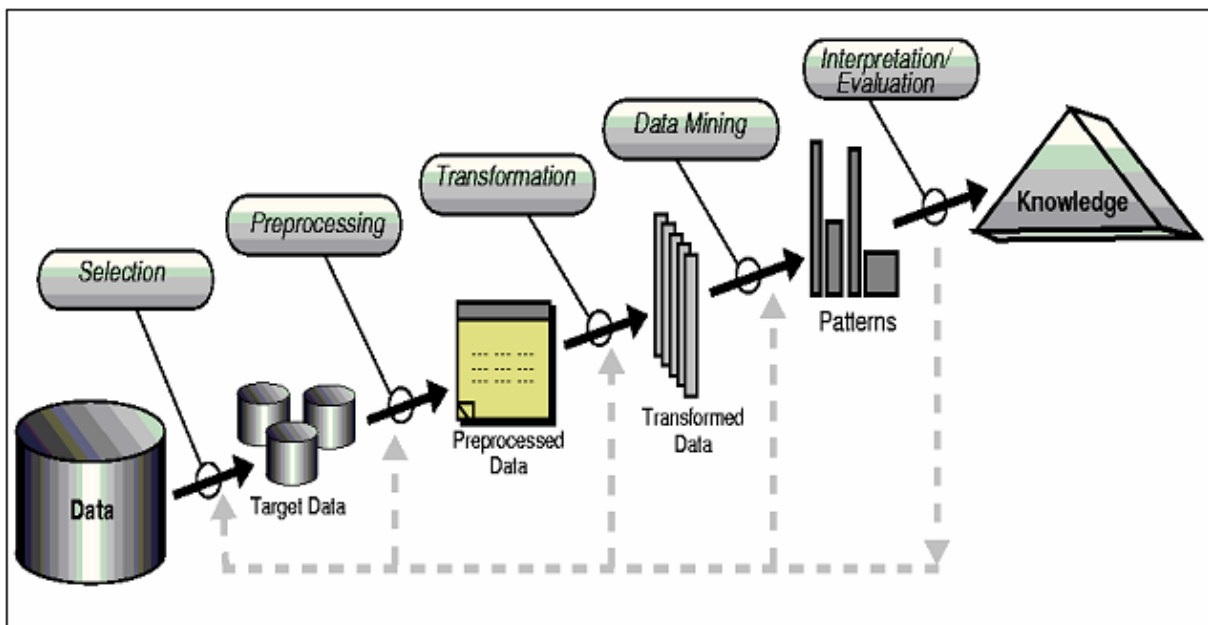 Interpretation/
Evaluation
Data Mining
Transformation
Preprocessing
Selection
Knowledge
Patterns
Transformed
Data
Preprocessed
Data
Target Data
Data